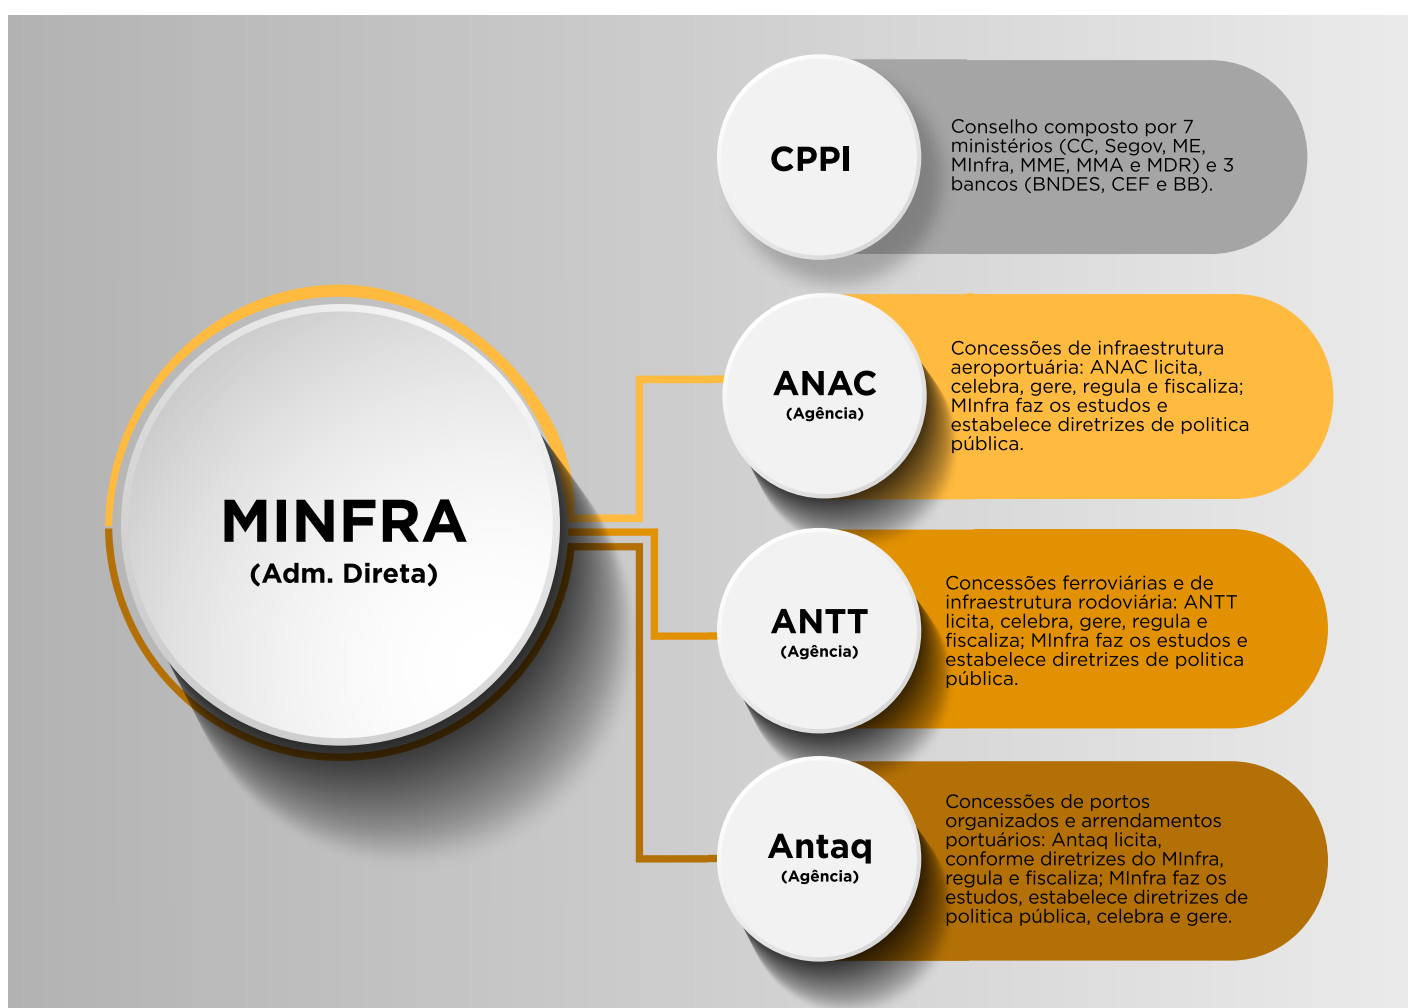 CPPI
Conselho composto por 7
ministérios (CC, Segov, ME,
MInfra, MME, MMA e MDR) e 3
bancos (BNDES, CEF e BB).
MINFRA
(Adm. Direta)
ANAC
(Agência)
Concessões de infraestrutura
aeroportuária: ANAC licita,
celebra, gere, regula e fiscaliza;
MInfra faz os estudos e
estabelece diretrizes de politica
pública.
ANTT
(Agência)
Concessões ferroviárias e de
infraestrutura rodoviária: ANTT
licita, celebra, gere, regula e
fiscaliza; MInfra faz os estudos e
estabelece diretrizes de politica
pública.
Antaq
(Agência)
Concessões de portos
organizados e arrendamentos
portuários: Antaq licita,
conforme diretrizes do MInfra,
regula e fiscaliza; MInfra faz os
estudos, estabelece diretrizes de
politica pública, celebra e gere.